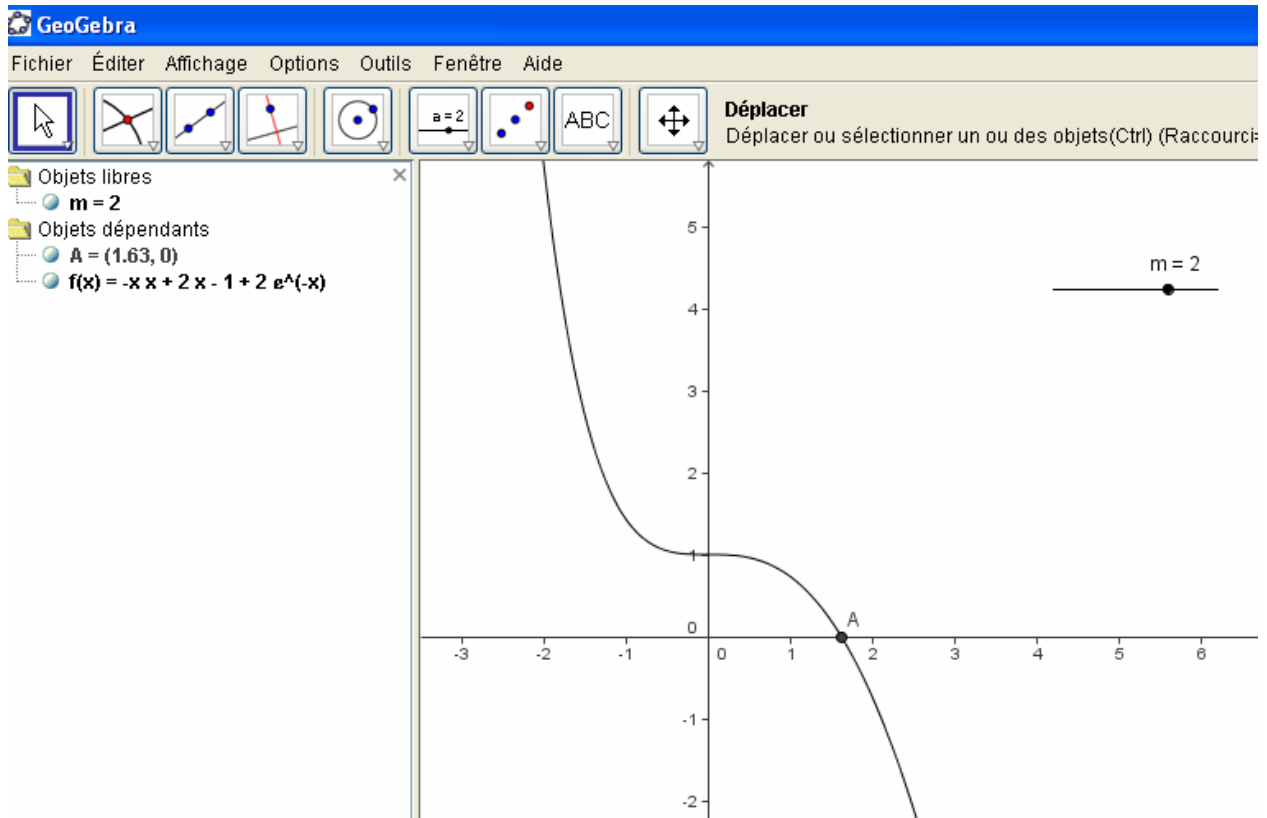 GeoGebra
Fichier Éditer Affichage Options Outils Fenêtre Aide
a = 2
ABC
Déplacer
Déplacer ou sélectionner un ou des objets(Ctrl) (Raccourci=
Objets libres
m = 2
Objets dépendants
A = (1.63, 0)
f(x) = -x x + 2 x - 1 + 2 e^(-x)
m = 2
5
4
3
2
1
0
A
-3 -2 -1 0 1 2 3 4 5 6
-1
-2